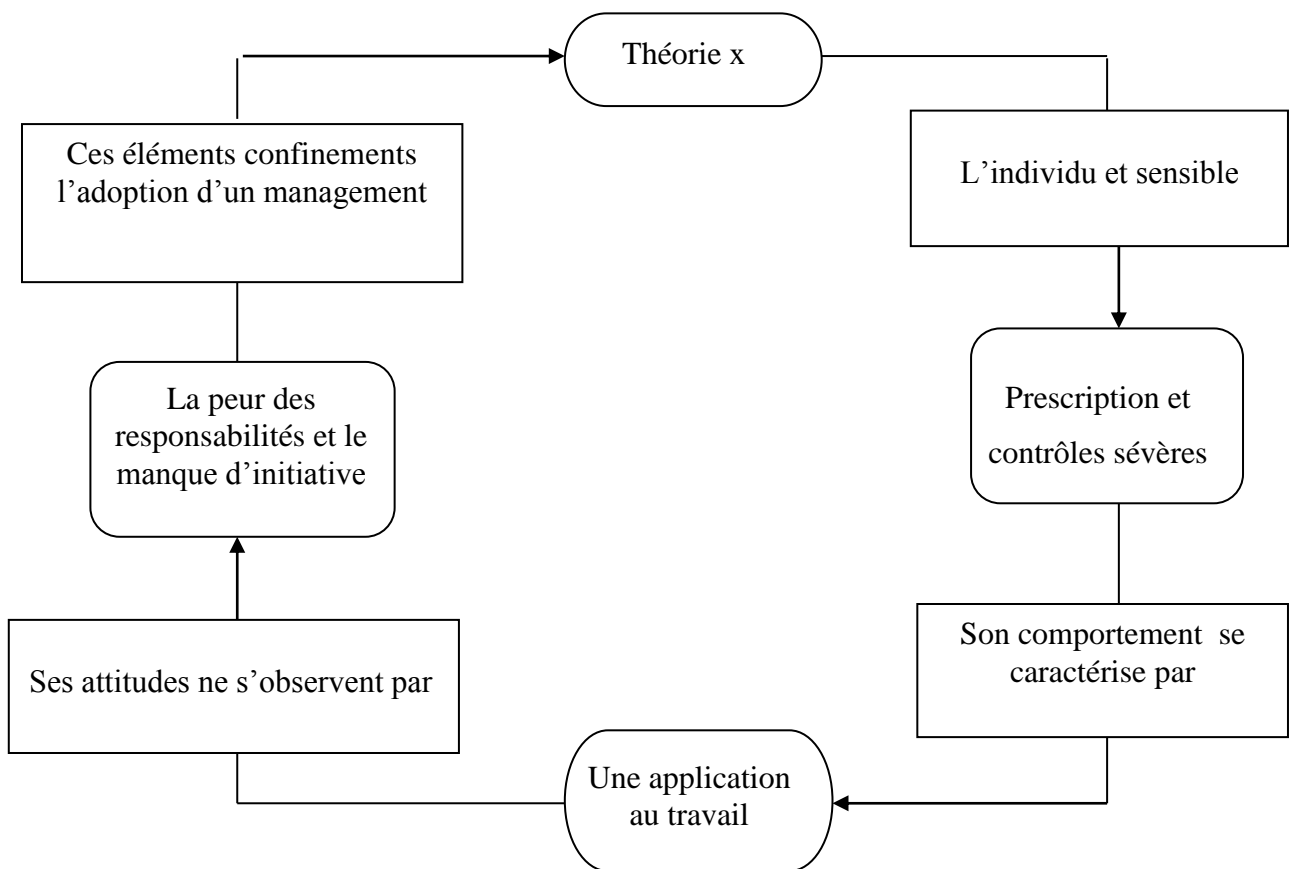 Théorie x
Ces éléments confinements
l’adoption d’un management
L’individu et sensible
La peur des
responsabilités et le
manque d’initiative
Prescription et
contrôles sévères
Ses attitudes ne s’observent par
Son comportement  se
caractérise par
Une application
au travail